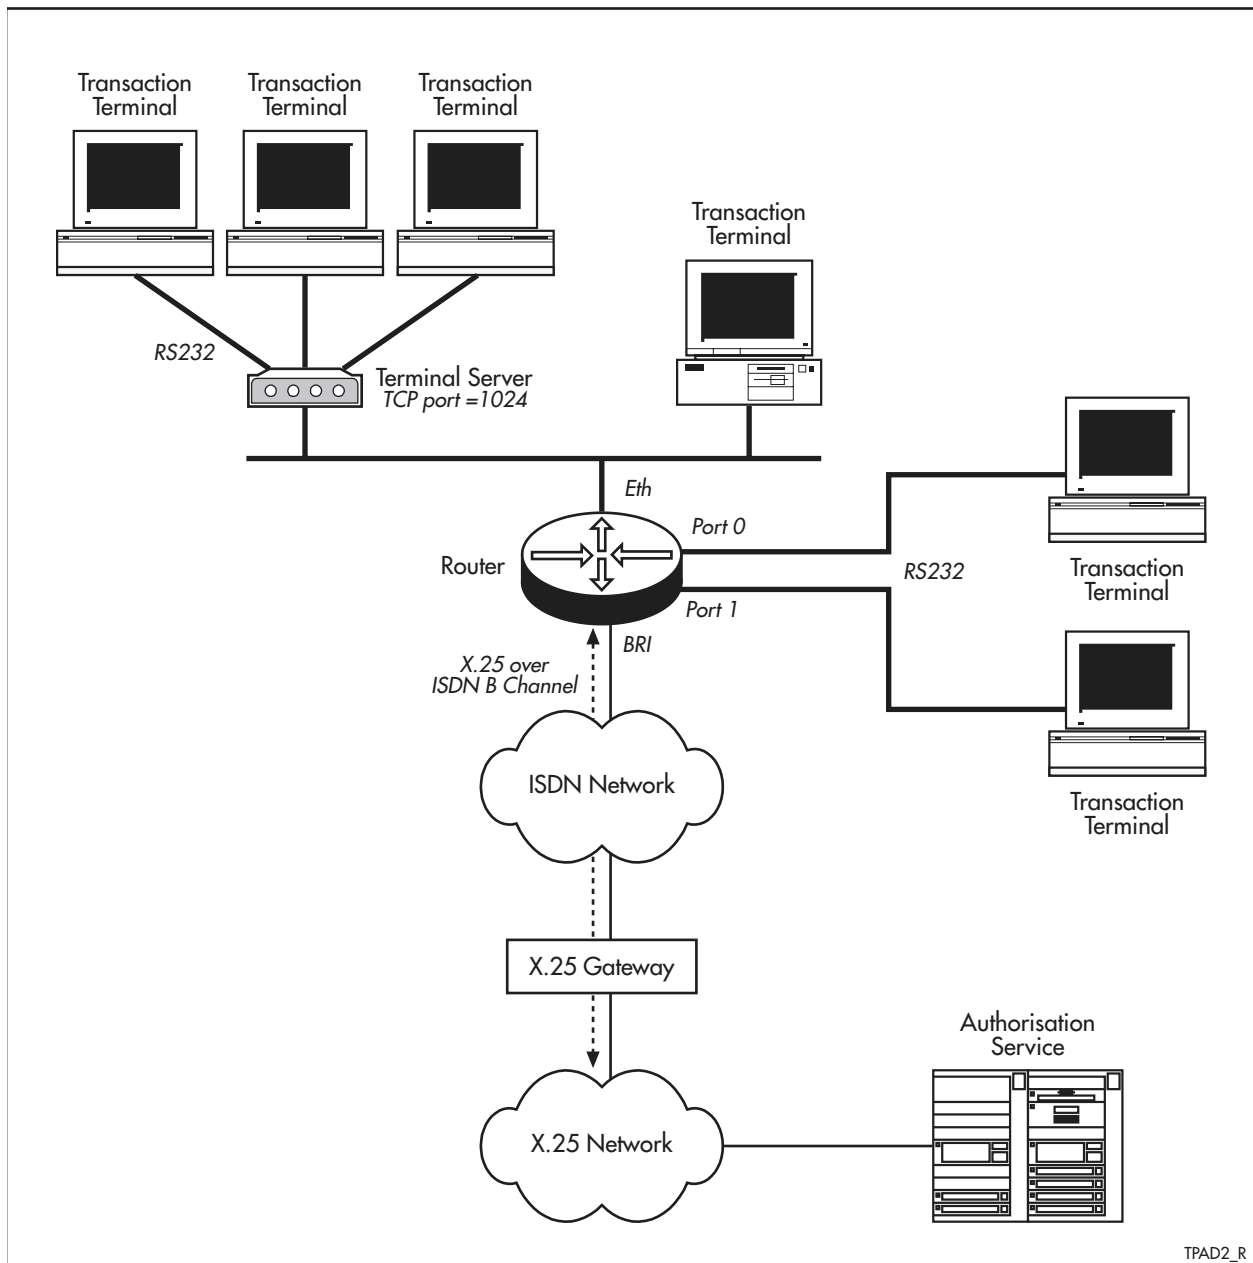 Transaction
Terminal
Transaction
Terminal
Transaction
Terminal
Transaction
Terminal
RS232
Terminal Server
TCP port =1024
Eth
Port 0
Router
RS232
Transaction
Terminal
Port 1
BRI
X.25 over
ISDN B Channel
ISDN Network
Transaction
Terminal
X.25 Gateway
Authorisation
Service
X.25 Network
TPAD2_R